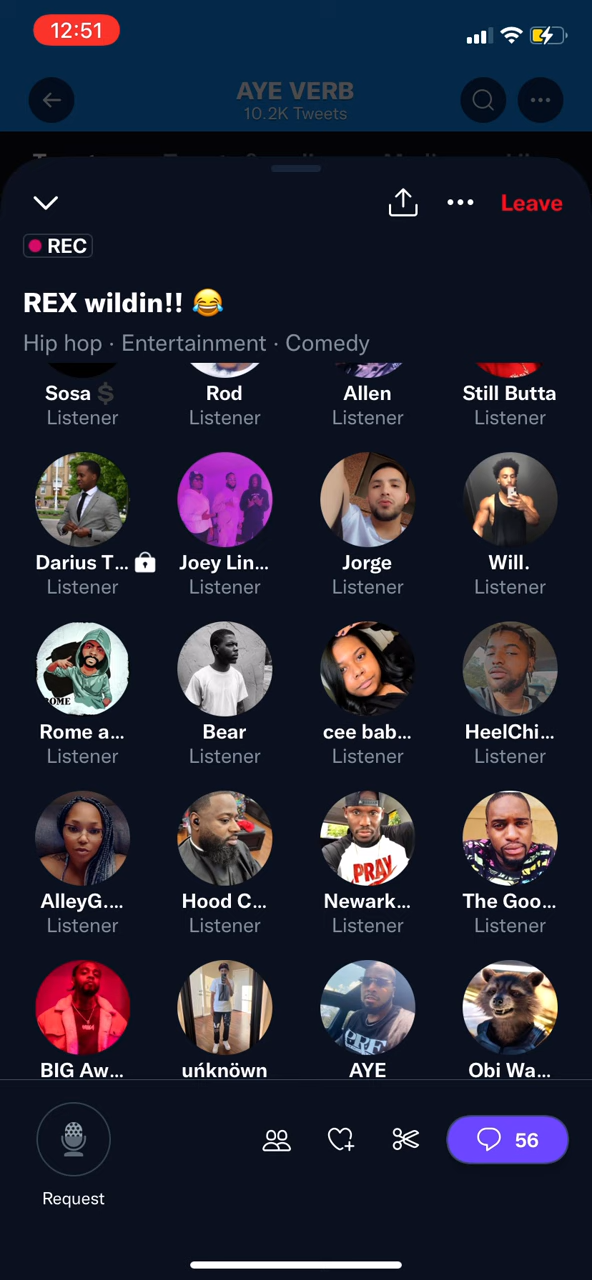 12:51
AYE VERB
10.2K Tweets
Leave
REC
REX wildin!! 😂
Hip hop · Entertainment · Comedy
Sosa 💲 Rod Allen Still Butta
Listener Listener Listener Listener
Darius T... Joey Lin... Jorge Will.
Listener Listener Listener Listener
Rome a... Bear cee bab... HeelChi...
Listener Listener Listener Listener
AlleyG.... Hood C... Newark... The Goo...
Listener Listener Listener Listener
BIG Aw... uńknöwn AYE Obi Wa...
56
Request
PRAY